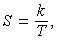 S = k/T,